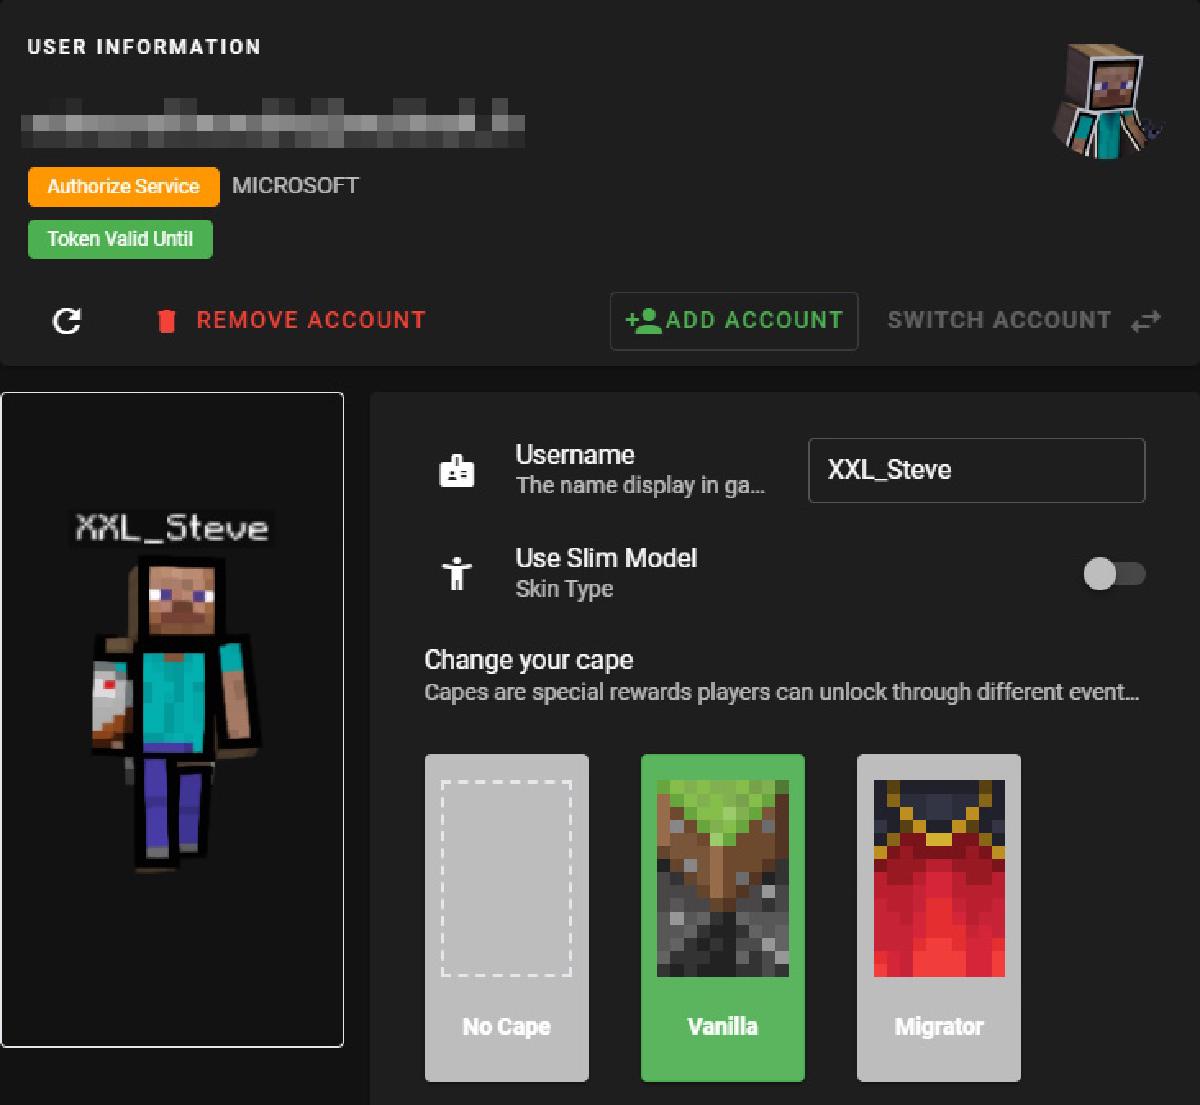 USER INFORMATION
Authorize Service MICROSOFT
Token Valid Until
REMOVE ACCOUNT ADD ACCOUNT SWITCH ACCOUNT
Username
The name display in ga...
XXL_Steve
XXL_Steve
Use Slim Model
Skin Type
Change your cape
Capes are special rewards players can unlock through different event...
No Cape Vanilla Migrator